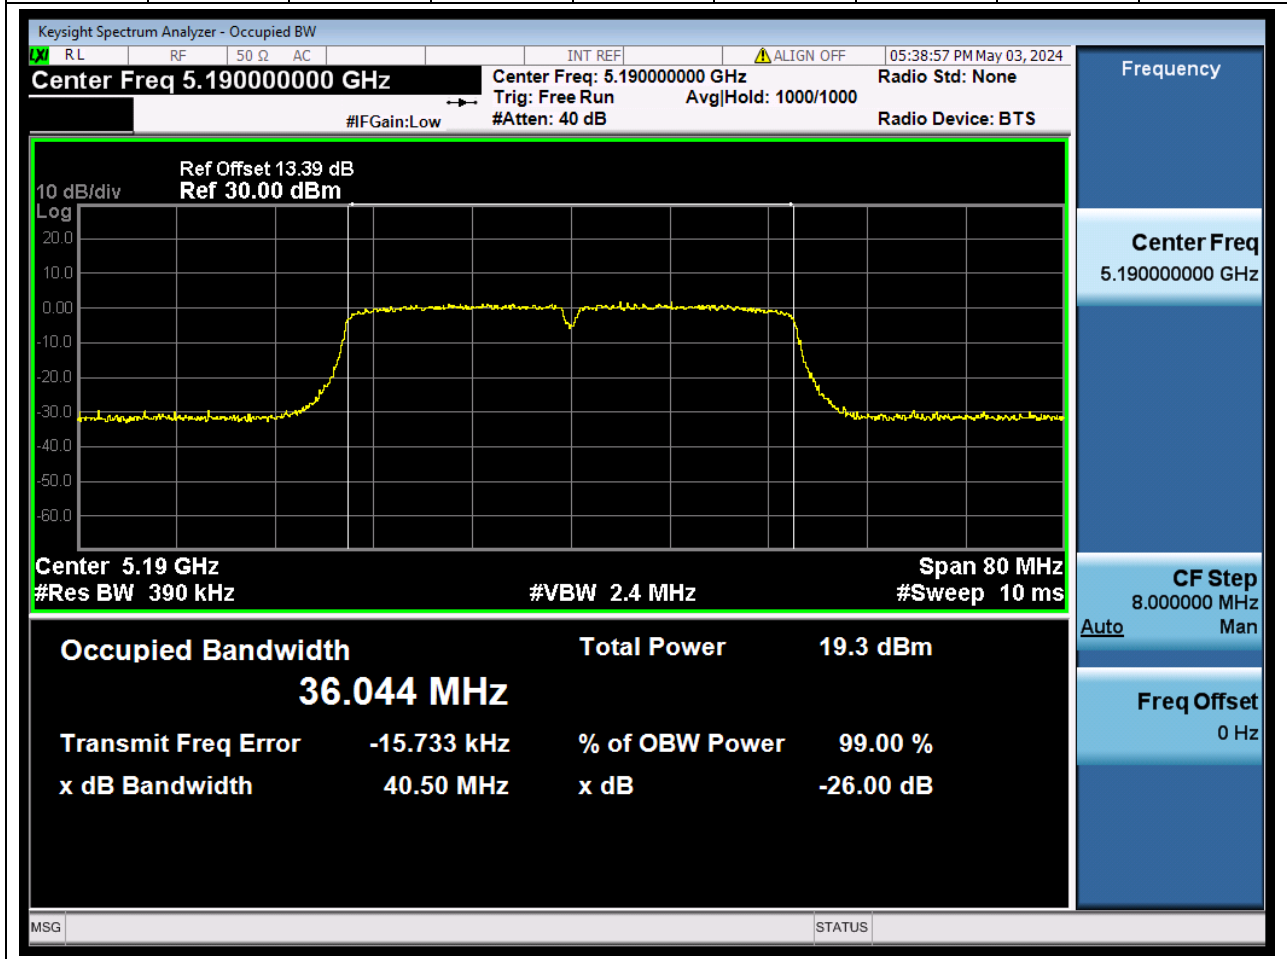 Keysight Spectrum Analyzer - Occupied BW
LXI RL RF 50 Ω AC INT REF ALIGN OFF 05:38:57 PM May 03, 2024
Center Freq 5.190000000 GHz
Center Freq: 5.190000000 GHz
Radio Std: None
Trig: Free Run Avg|Hold: 1000/1000
#IFGain:Low #Atten: 40 dB
Radio Device: BTS
Ref Offset 13.39 dB
10 dB/div Ref 30.00 dBm
Log
20.0
10.0
0.00
-10.0
-20.0
-30.0
-40.0
-50.0
-60.0
Center 5.19 GHz Span 80 MHz
#Res BW 390 kHz #VBW 2.4 MHz #Sweep 10 ms
Occupied Bandwidth Total Power 19.3 dBm
36.044 MHz
Transmit Freq Error -15.733 kHz % of OBW Power 99.00 %
x dB Bandwidth 40.50 MHz x dB -26.00 dB
Frequency
Center Freq
5.190000000 GHz
CF Step
8.000000 MHz
Auto Man
Freq Offset
0 Hz
MSG STATUS